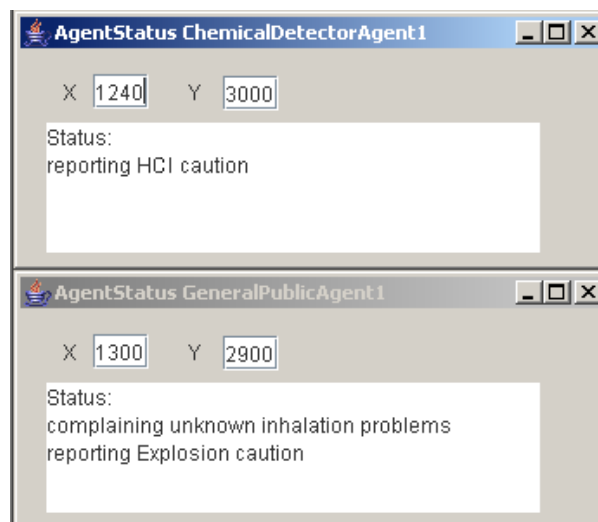 AgentStatus ChemicalDetectorAgent1
X 1240 Y 3000
Status:
reporting HCl caution
AgentStatus GeneralPublicAgent1
X 1300 Y 2900
Status:
complaining unknown inhalation problems
reporting Explosion caution